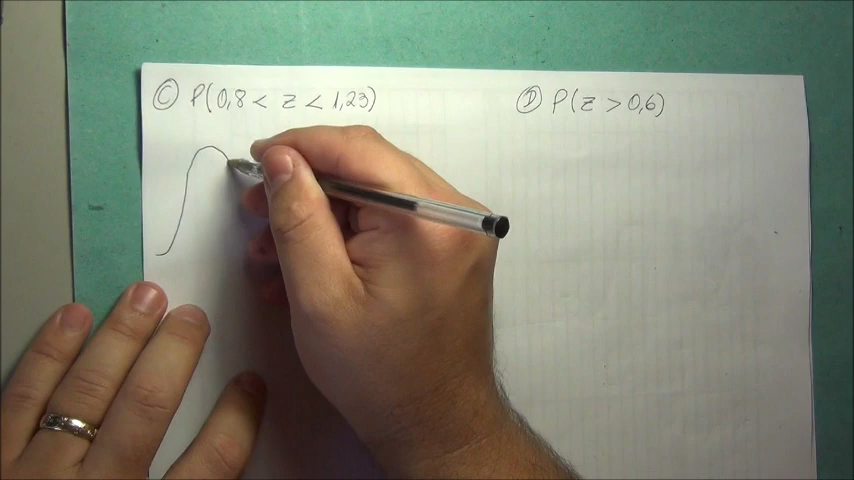 Ⓒ P(0,8 < z < 1,23)
Ⓓ P(z > 0,6)